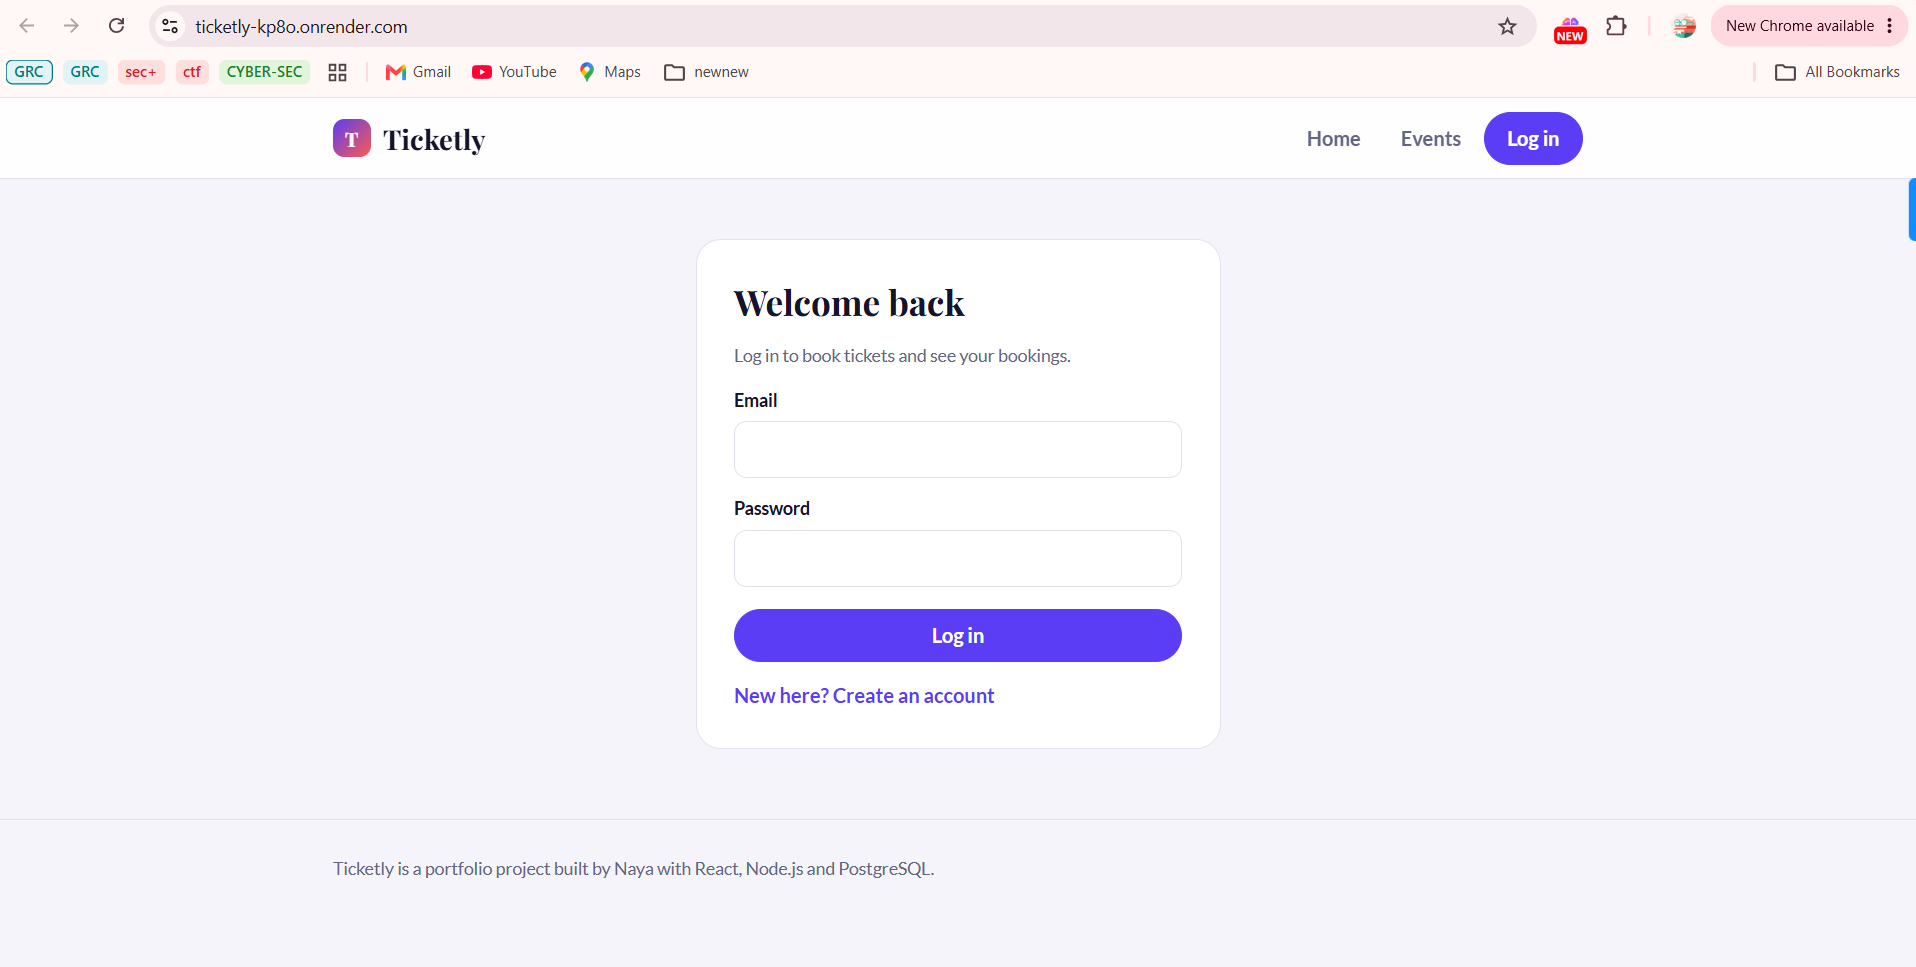 ticketly-kp8o.onrender.com
NEW
New Chrome available
GRC GRC sec+ ctf CYBER-SEC Gmail YouTube Maps newnew All Bookmarks
T Ticketly Home Events Log in
Welcome back
Log in to book tickets and see your bookings.
Email
Password
Log in
New here? Create an account
Ticketly is a portfolio project built by Naya with React, Node.js and PostgreSQL.